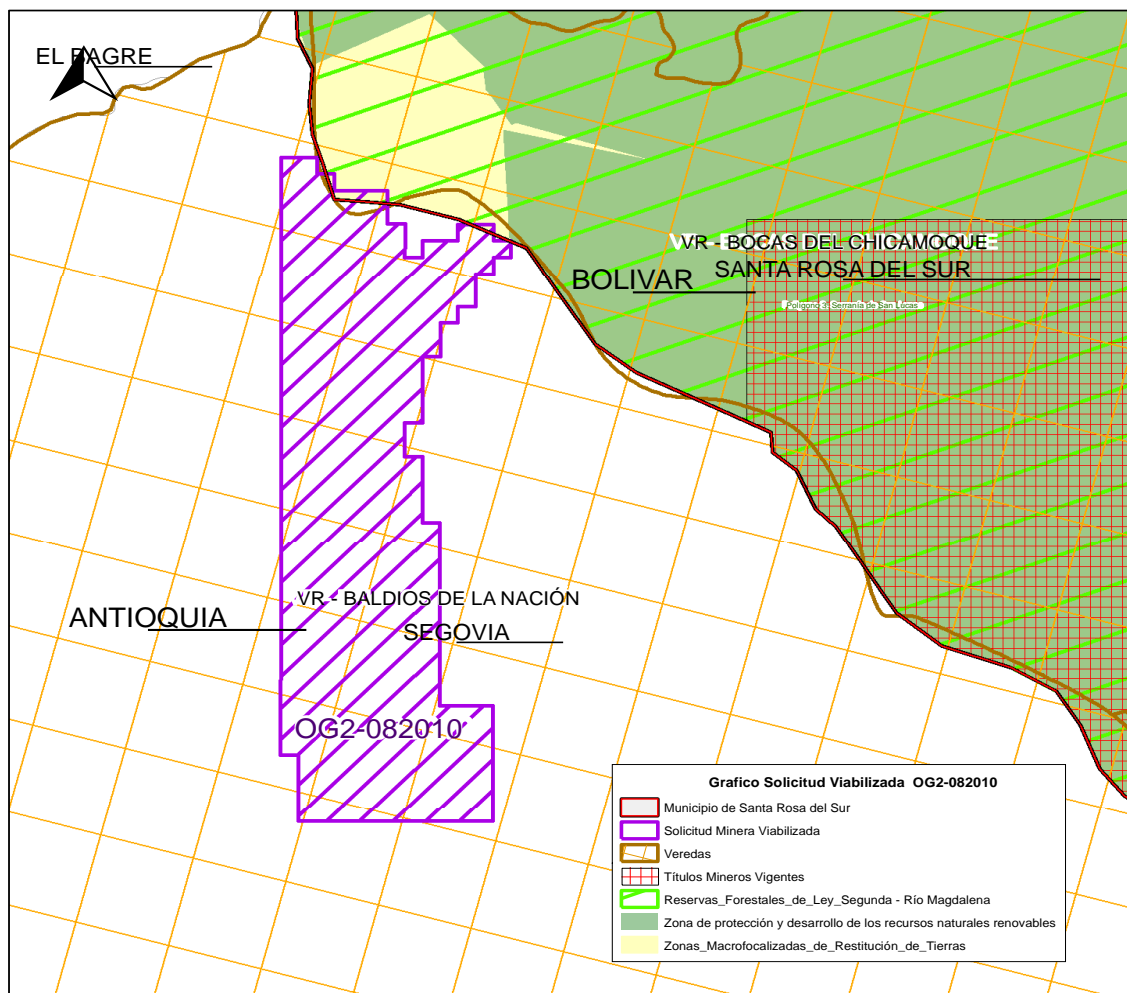 EL BAGRE
VR - BOCAS DEL CHICAMOQUE
SANTA ROSA DEL SUR
BOLIVAR
Polígono 3: Serranía de San Lucas
VR - BALDIOS DE LA NACIÓN
ANTIOQUIA
SEGOVIA
OG2-082010
Grafico Solicitud Viabilizada OG2-082010
Municipio de Santa Rosa del Sur
Solicitud Minera Viabilizada
Veredas
Títulos Mineros Vigentes
Reservas_Forestales_de_Ley_Segunda - Río Magdalena
Zona de protección y desarrollo de los recursos naturales renovables
Zonas_Macrofocalizadas_de_Restitución_de_Tierras